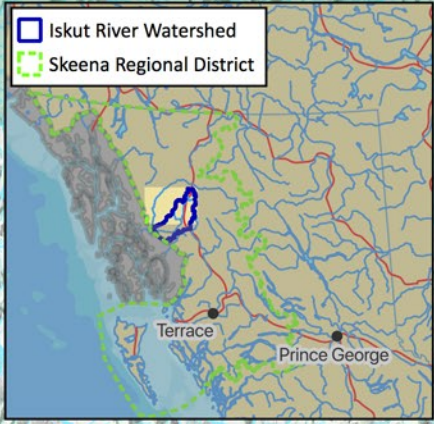 Iskut River Watershed
Skeena Regional District
Terrace
Prince George